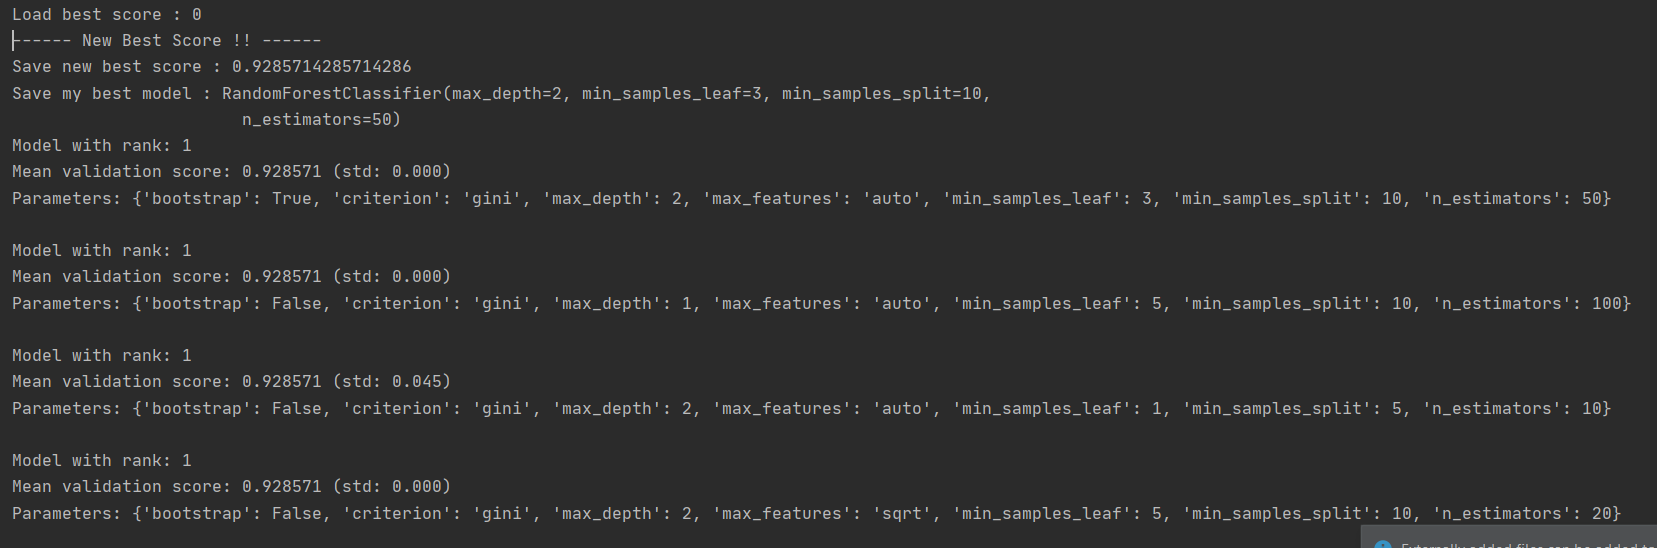 Load best score : 0
------ New Best Score !! ------
Save new best score : 0.9285714285714286
Save my best model : RandomForestClassifier(max_depth=2, min_samples_leaf=3, min_samples_split=10,
n_estimators=50)
Model with rank: 1
Mean validation score: 0.928571 (std: 0.000)
Parameters: {'bootstrap': True, 'criterion': 'gini', 'max_depth': 2, 'max_features': 'auto', 'min_samples_leaf': 3, 'min_samples_split': 10, 'n_estimators': 50}
Model with rank: 1
Mean validation score: 0.928571 (std: 0.000)
Parameters: {'bootstrap': False, 'criterion': 'gini', 'max_depth': 1, 'max_features': 'auto', 'min_samples_leaf': 5, 'min_samples_split': 10, 'n_estimators': 100}
Model with rank: 1
Mean validation score: 0.928571 (std: 0.045)
Parameters: {'bootstrap': False, 'criterion': 'gini', 'max_depth': 2, 'max_features': 'auto', 'min_samples_leaf': 1, 'min_samples_split': 5, 'n_estimators': 10}
Model with rank: 1
Mean validation score: 0.928571 (std: 0.000)
Parameters: {'bootstrap': False, 'criterion': 'gini', 'max_depth': 2, 'max_features': 'sqrt', 'min_samples_leaf': 5, 'min_samples_split': 10, 'n_estimators': 20}
Externally added files can be added to